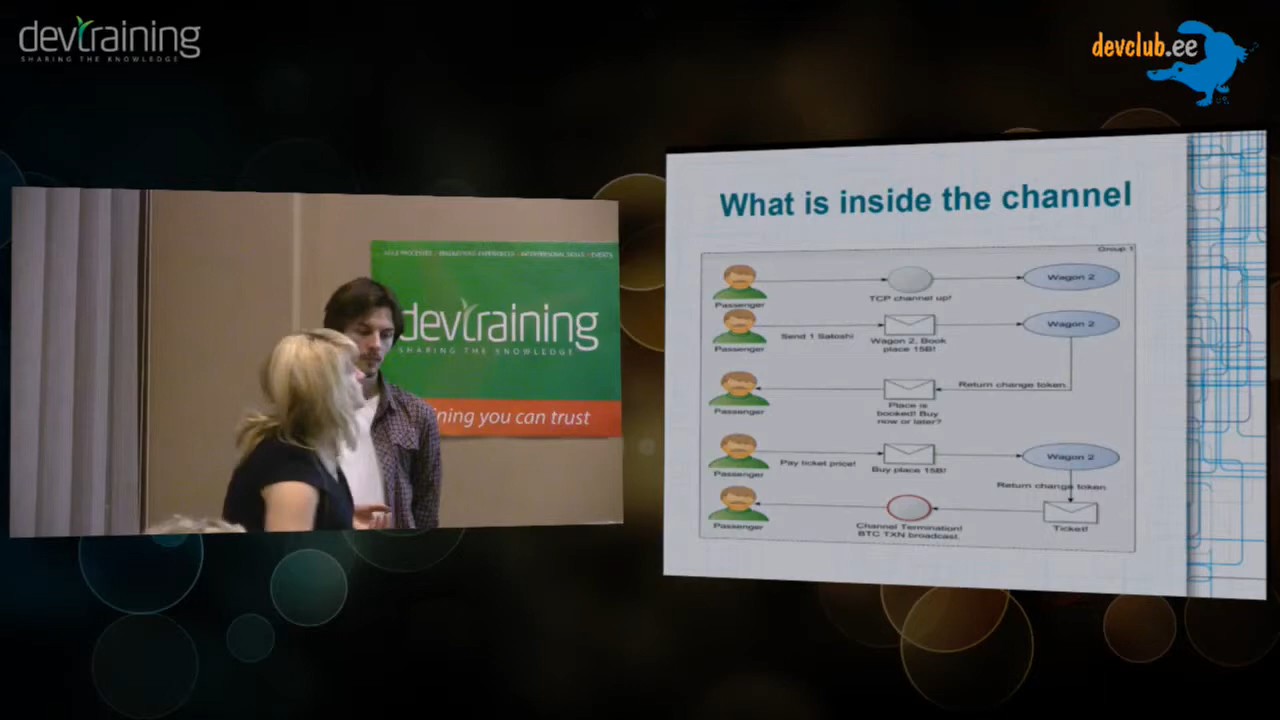 devtraining
SHARING THE KNOWLEDGE
devclub.ee
devtraining
SHARING THE KNOWLEDGE
ning you can trust
What is inside the channel
Group 1
Passenger
TCP channel up!
Wagon 2
Passenger
Send 1 Satoshi
Wagon 2, Book
place 15B!
Wagon 2
Passenger
Place is
booked! Buy
now or later?
Return change token
Passenger
Pay ticket price!
Buy place 15B!
Wagon 2
Return change token
Passenger
Channel Termination!
BTC TXN broadcast.
Ticket!